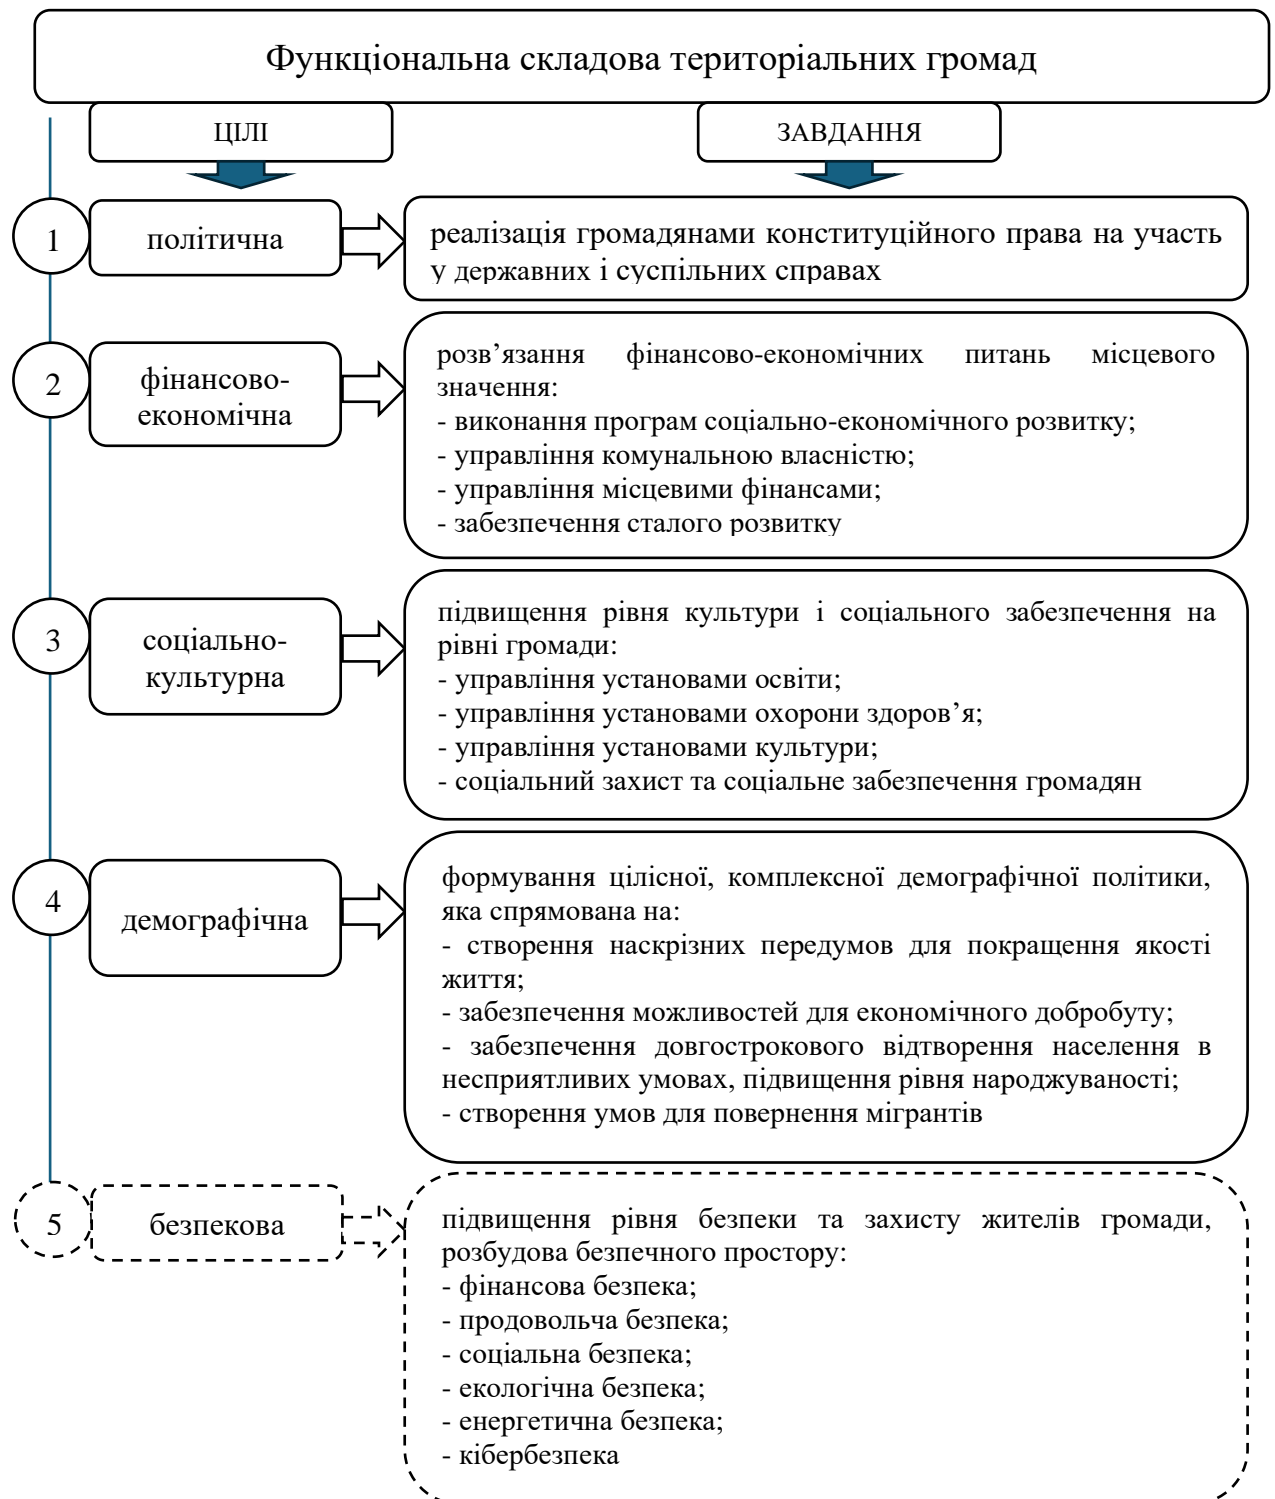 Функціональна складова територіальних громад
ЦІЛІ
ЗАВДАННЯ
1
політична
реалізація громадянами конституційного права на участь
у державних і суспільних справах
2
фінансово-
економічна
розв’язання фінансово-економічних питань місцевого
значення:
- виконання програм соціально-економічного розвитку;
- управління комунальною власністю;
- управління місцевими фінансами;
- забезпечення сталого розвитку
3
соціально-
культурна
підвищення рівня культури і соціального забезпечення на
рівні громади:
- управління установами освіти;
- управління установами охорони здоров’я;
- управління установами культури;
- соціальний захист та соціальне забезпечення громадян
4
демографічна
формування цілісної, комплексної демографічної політики,
яка спрямована на:
- створення наскрізних передумов для покращення якості
життя;
- забезпечення можливостей для економічного добробуту;
- забезпечення довгострокового відтворення населення в
несприятливих умовах, підвищення рівня народжуваності;
- створення умов для повернення мігрантів
5
безпекова
підвищення рівня безпеки та захисту жителів громади,
розбудова безпечного простору:
- фінансова безпека;
- продовольча безпека;
- соціальна безпека;
- екологічна безпека;
- енергетична безпека;
- кібербезпека